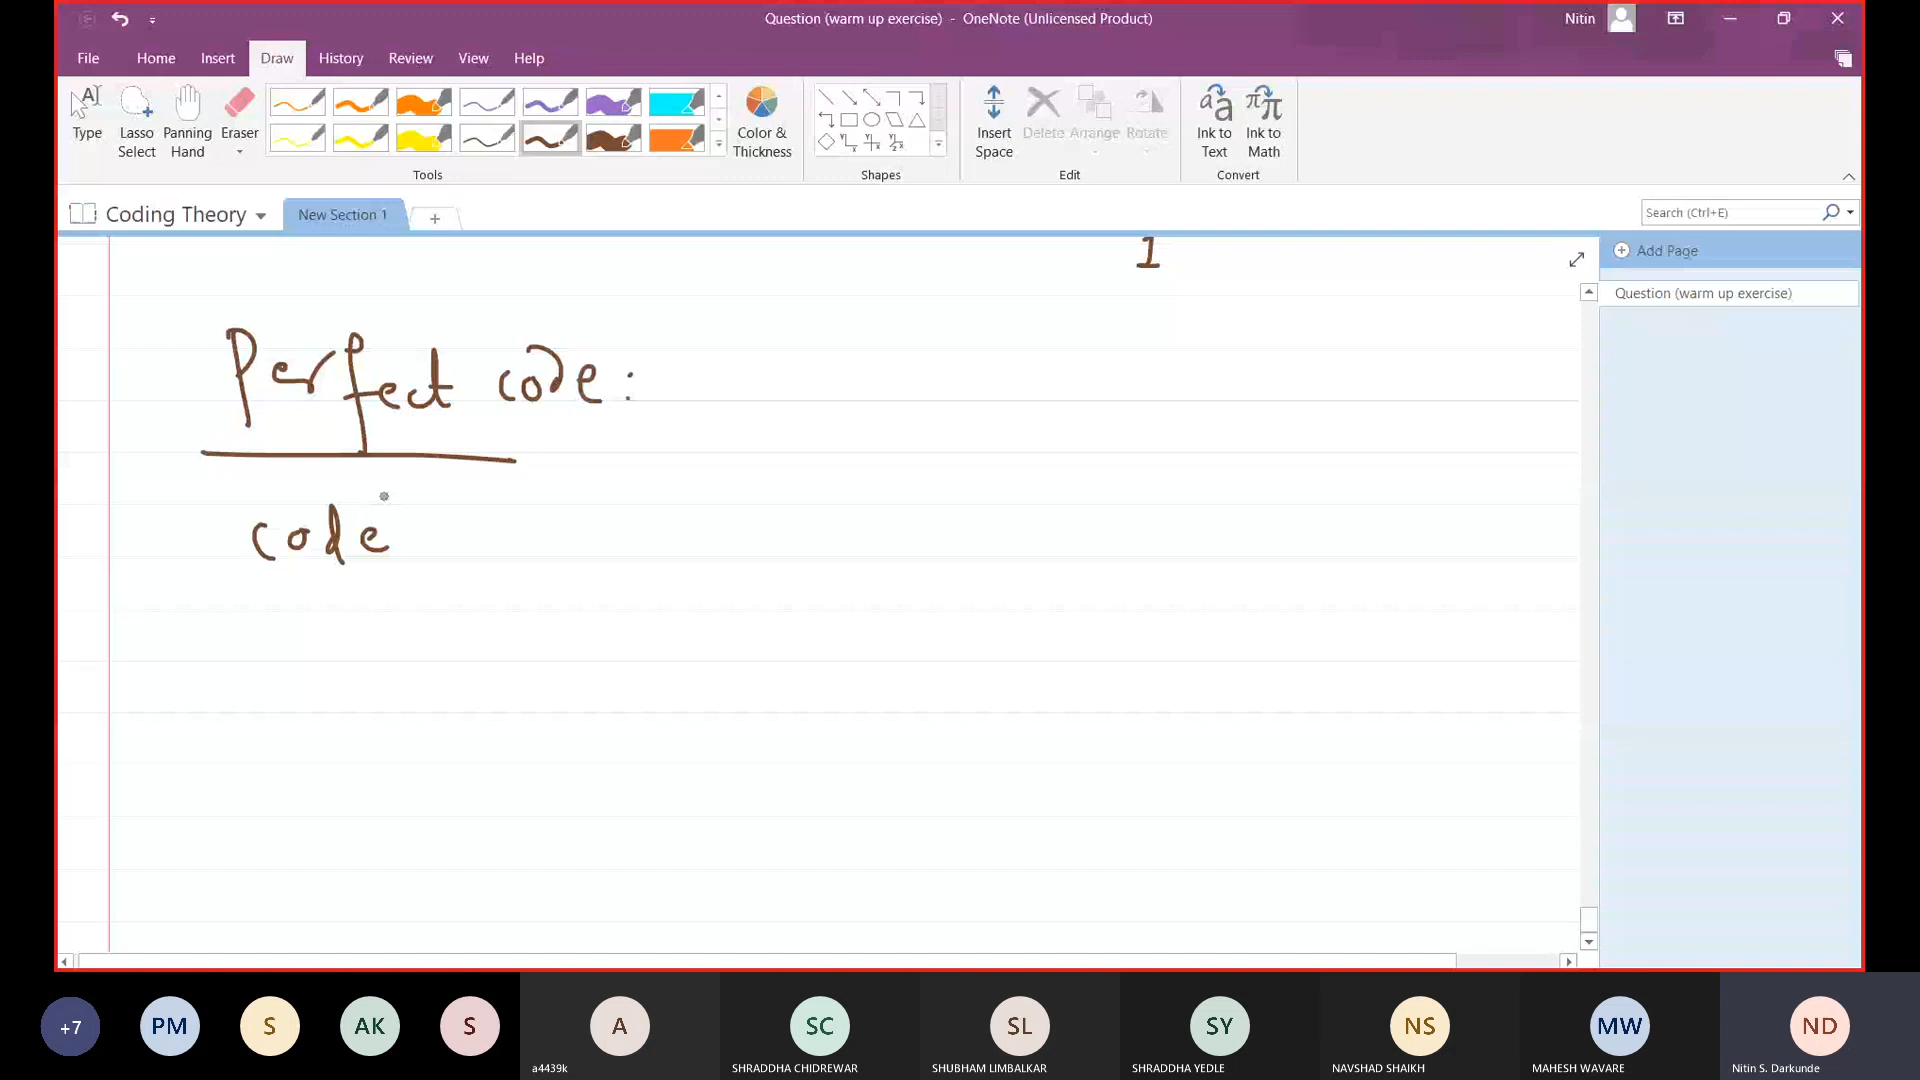 Question (warm up exercise) - OneNote (Unlicensed Product)
Nitin
File Home Insert Draw History Review View Help
Type
Lasso Select
Panning Hand
Eraser
Color & Thickness
Insert Space
Delete
Arrange
Rotate
Ink to Text
Ink to Math
Tools
Shapes
Edit
Convert
Coding Theory
New Section 1
Search (Ctrl+E)
Add Page
Question (warm up exercise)
1
Perfect code:
code
+7
PM
S
AK
S
A
SC
SL
SY
NS
MW
ND
a4439k
SHRADDHA CHIDREWAR
SHUBHAM LIMBALKAR
SHRADDHA YEDLE
NAVSHAD SHAIKH
MAHESH WAVARE
Nitin S. Darkunde